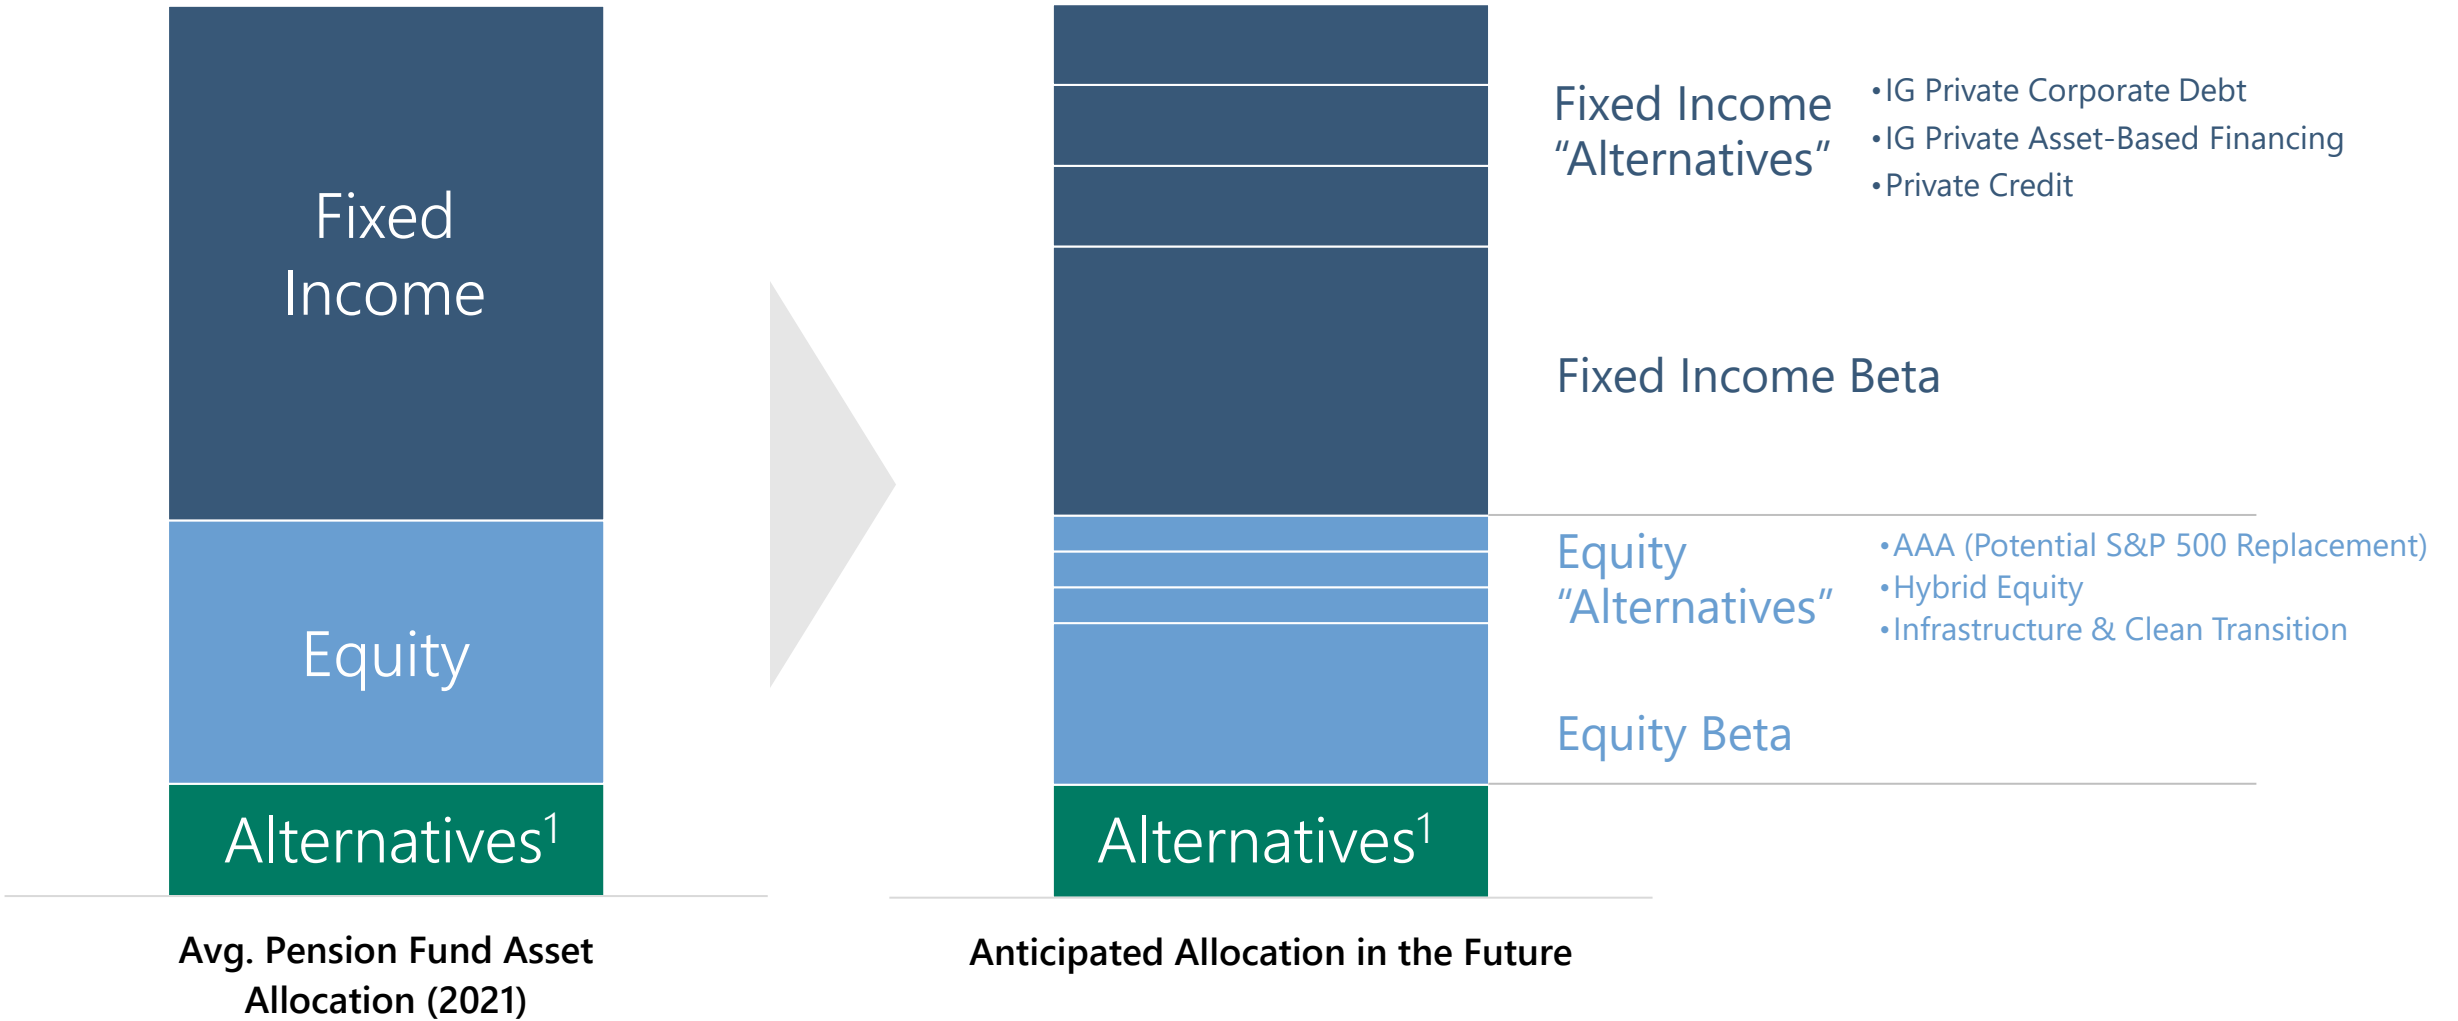 Fixed
Income
Equity
Alternatives¹
Avg. Pension Fund Asset
Allocation (2021)
Alternatives¹
Anticipated Allocation in the Future
Fixed Income
“Alternatives”
•IG Private Corporate Debt
•IG Private Asset-Based Financing
•Private Credit
Fixed Income Beta
Equity
“Alternatives”
•AAA (Potential S&P 500 Replacement)
•Hybrid Equity
•Infrastructure & Clean Transition
Equity Beta